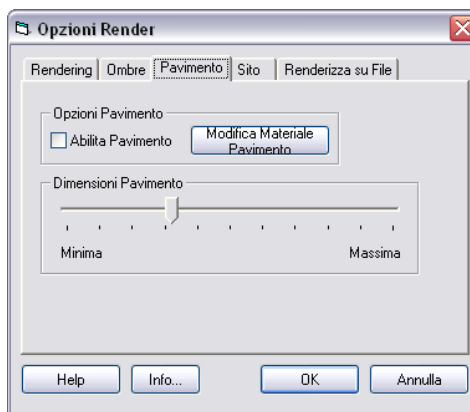 Opzioni Render
Rendering Ombre Pavimento Sito Renderizza su File
Opzioni Pavimento
Abilita Pavimento
Modifica Materiale
Pavimento
Dimensioni Pavimento
Minima Massima
Help Info... OK Annulla